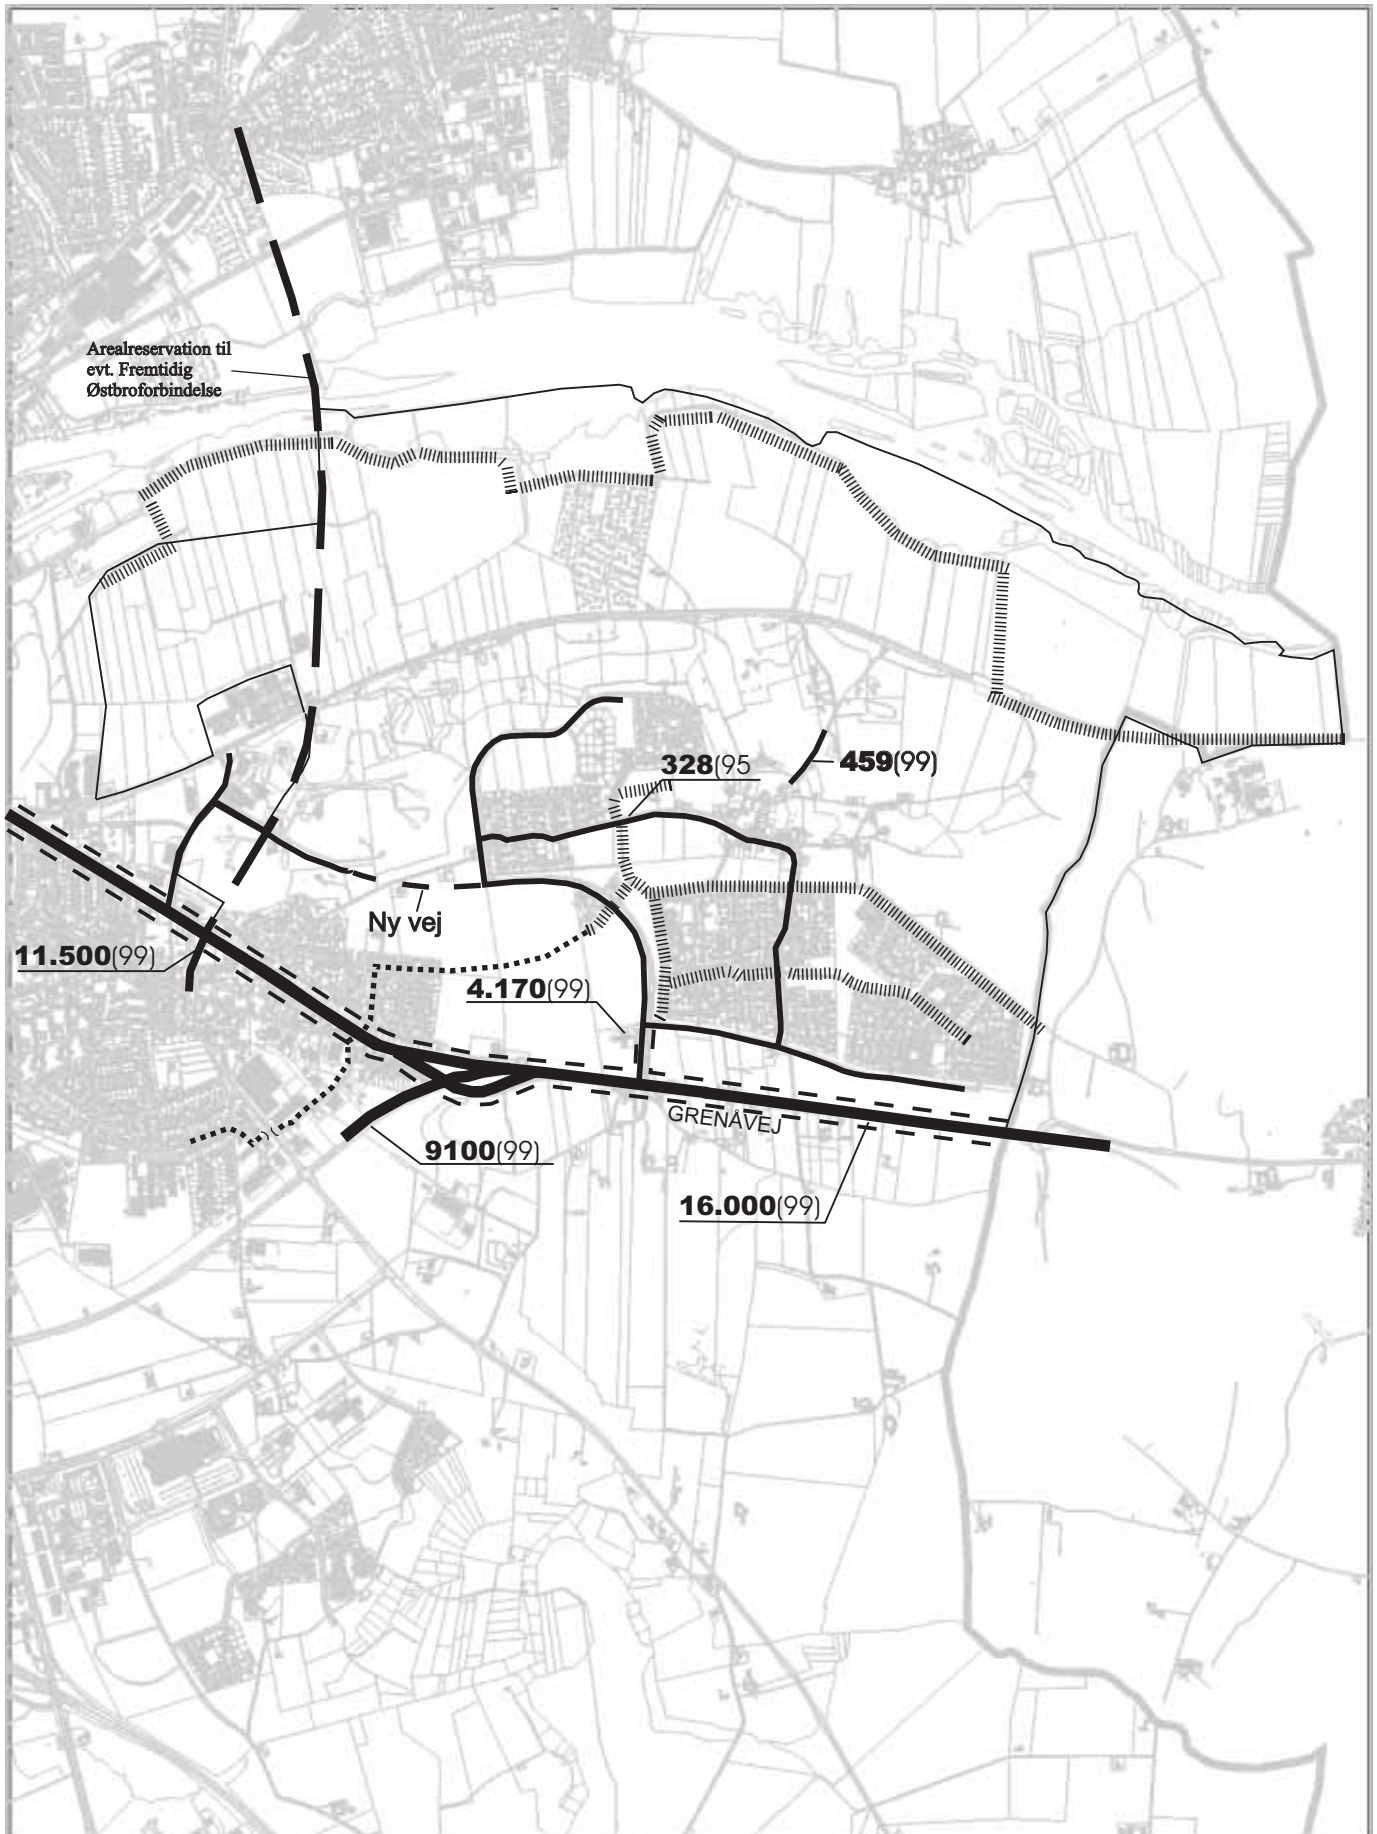 Arealreservation til
evt. Fremtidig
Østbroforbindelse
328(95
459(99)
Ny vej
11.500(99)
4.170(99)
GRENÅVEJ
9100(99)
16.000(99)